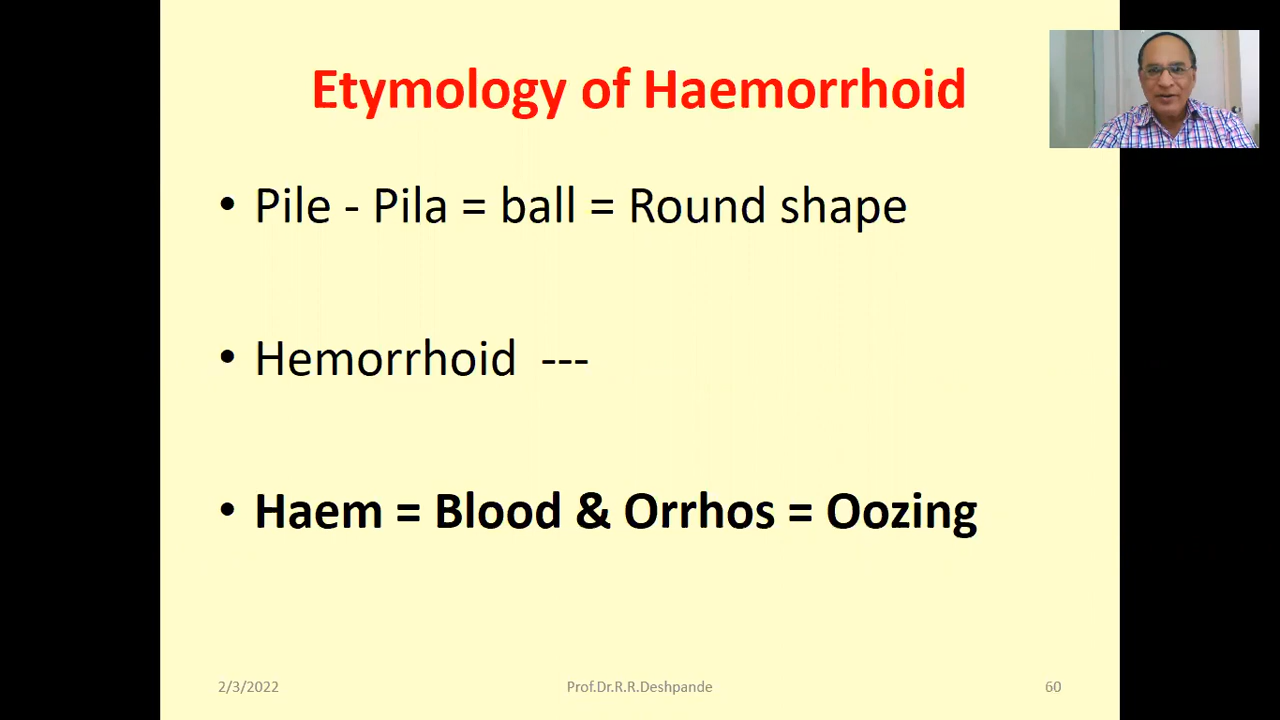 Etymology of Haemorrhoid
• Pile - Pila = ball = Round shape
• Hemorrhoid ---
• Haem = Blood & Orrhos = Oozing
2/3/2022
Prof.Dr.R.R.Deshpande
60